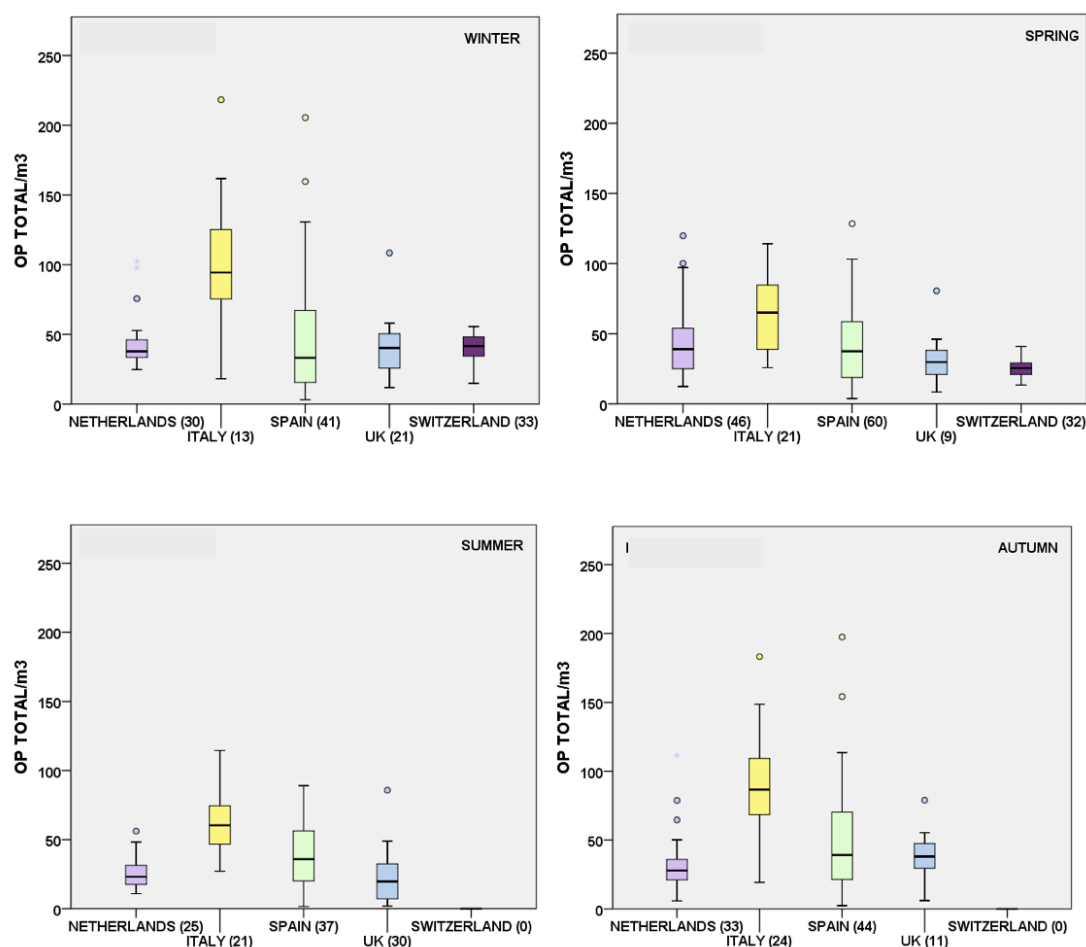 WINTER
OP TOTAL/m3
250
200
150
100
50
0
NETHERLANDS (30) SPAIN (41) SWITZERLAND (33)
ITALY (13) UK (21)
SPRING
OP TOTAL/m3
250
200
150
100
50
0
NETHERLANDS (46) SPAIN (60) SWITZERLAND (32)
ITALY (21) UK (9)
SUMMER
OP TOTAL/m3
250
200
150
100
50
0
NETHERLANDS (25) SPAIN (37) SWITZERLAND (0)
ITALY (21) UK (30)
AUTUMN
OP TOTAL/m3
250
200
150
100
50
0
NETHERLANDS (33) SPAIN (44) SWITZERLAND (0)
ITALY (24) UK (11)